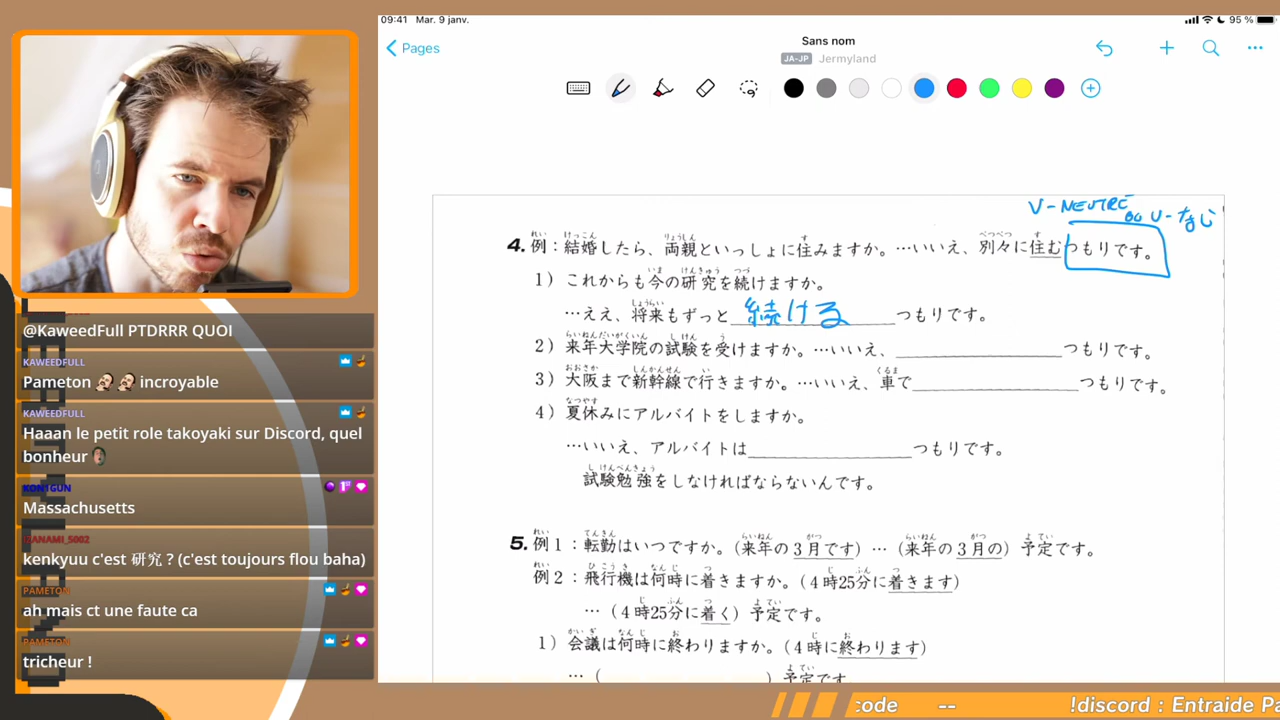 09:41 Mar. 9 janv.
95 %
Pages
Sans nom
JA-JP Jermyland
V-NEUTRE
ou V-ない
4. 例：結婚したら、両親といっしょに住みますか。…いいえ、別々に住むつもりです。
1) これからも今の研究を続けますか。
…ええ、将来もずっと 続ける つもりです。
2) 来年大学院の試験を受けますか。…いいえ、 つもりです。
3) 大阪まで新幹線で行きますか。…いいえ、車で つもりです。
4) 夏休みにアルバイトをしますか。
…いいえ、アルバイトは つもりです。
試験勉強をしなければならないんです。
5. 例1：転勤はいつですか。(来年の3月です) … (来年の3月の) 予定です。
例2：飛行機は何時に着きますか。(4時25分に着きます)
… (4時25分に着く) 予定です。
1) 会議は何時に終わりますか。(4時に終わります)
… ( ) 予定です。
@KaweedFull PTDRRR QUOI
KAWEEDFULL
Pameton incroyable
KAWEEDFULL
Haaan le petit role takoyaki sur Discord, quel
bonheur
Massachusetts
kenkyuu c'est 研究 ? (c'est toujours flou baha)
PAMETON
ah mais ct une faute ca
PAMETON
tricheur !
code -- !discord : Entraide